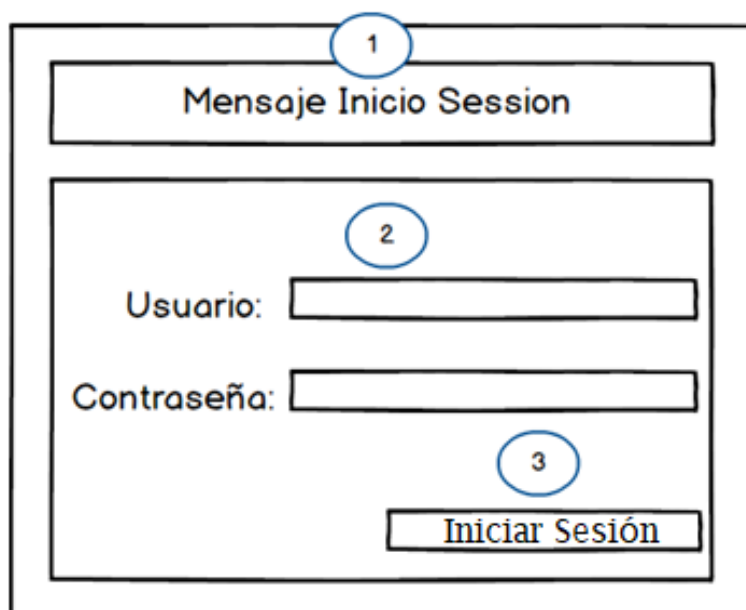 1
Mensaje Inicio Session
2
Usuario:
Contraseña:
3
Iniciar Sesión